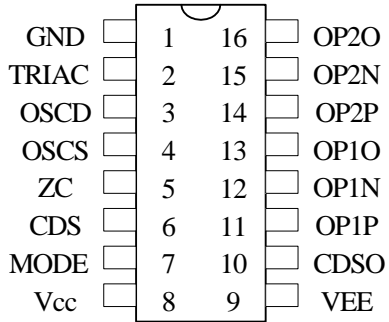 GND 1 16 OP2O
TRIAC 2 15 OP2N
OSCD 3 14 OP2P
OSCS 4 13 OP1O
ZC 5 12 OP1N
CDS 6 11 OP1P
MODE 7 10 CDSO
Vcc 8 9 VEE